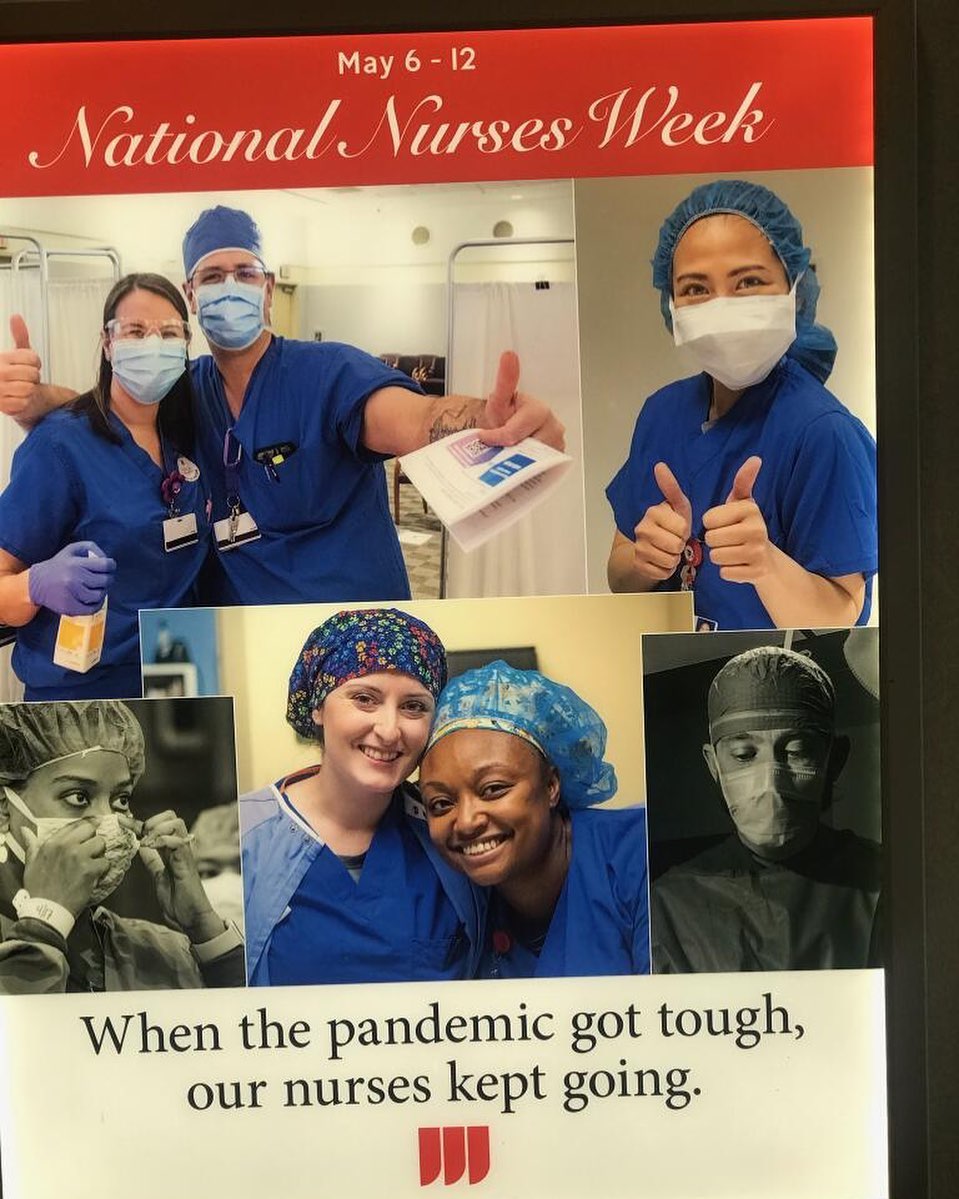 May 6 - 12
National Nurses Week
When the pandemic got tough,
our nurses kept going.